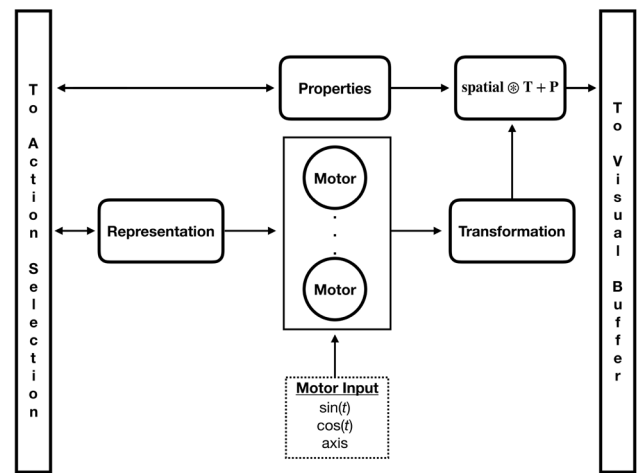 To Action Selection
Properties
spatial ⊛ T + P
Motor
.
.
.
Representation
Transformation
Motor
Motor Input
sin(t)
cos(t)
axis
To Visual Buffer